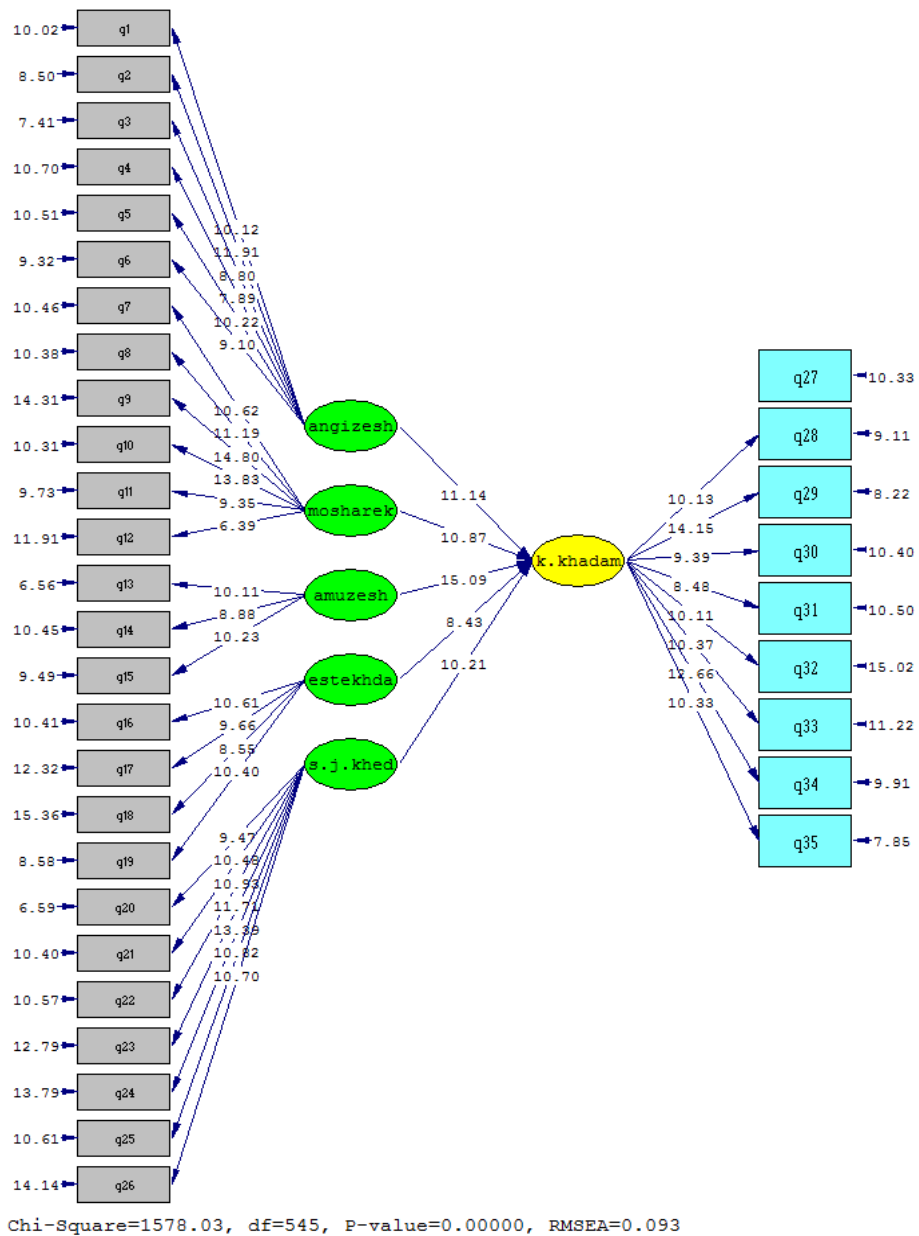 10.02 q1
8.50 q2
7.41 q3
10.70 q4
10.51 q5
9.32 q6
10.46 q7
10.38 q8
14.31 q9
10.31 q10
9.73 q11
11.91 q12
6.56 q13
10.45 q14
9.49 q15
10.41 q16
12.32 q17
15.36 q18
8.58 q19
6.59 q20
10.40 q21
10.57 q22
12.79 q23
13.79 q24
10.61 q25
14.14 q26
10.12
11.91
8.80
7.89
10.22
9.10
10.62
11.19
14.80
13.83
9.35
6.39
10.11
8.88
10.23
10.61
9.66
8.55
10.40
9.47
10.48
10.93
11.71
13.39
10.82
10.70
angizesh
mosharek
amuzesh
estekhda
s.j.khed
11.14
10.87
15.09
8.43
10.21
k.khadam
10.13
14.15
9.39
8.48
10.11
10.37
12.66
10.33
q27 10.33
q28 9.11
q29 8.22
q30 10.40
q31 10.50
q32 15.02
q33 11.22
q34 9.91
q35 7.85
Chi-Square=1578.03, df=545, P-value=0.00000, RMSEA=0.093